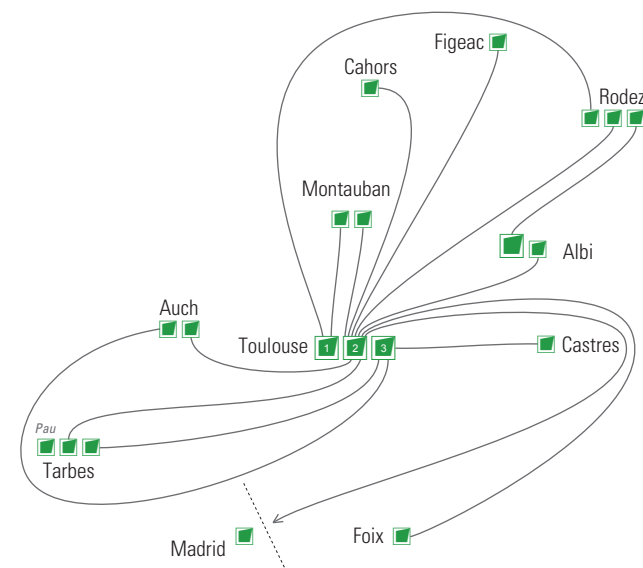 Figeac
Cahors
Rodez
Montauban
Albi
Auch
Toulouse 1 2 3
Castres
Pau
Tarbes
Madrid
Foix